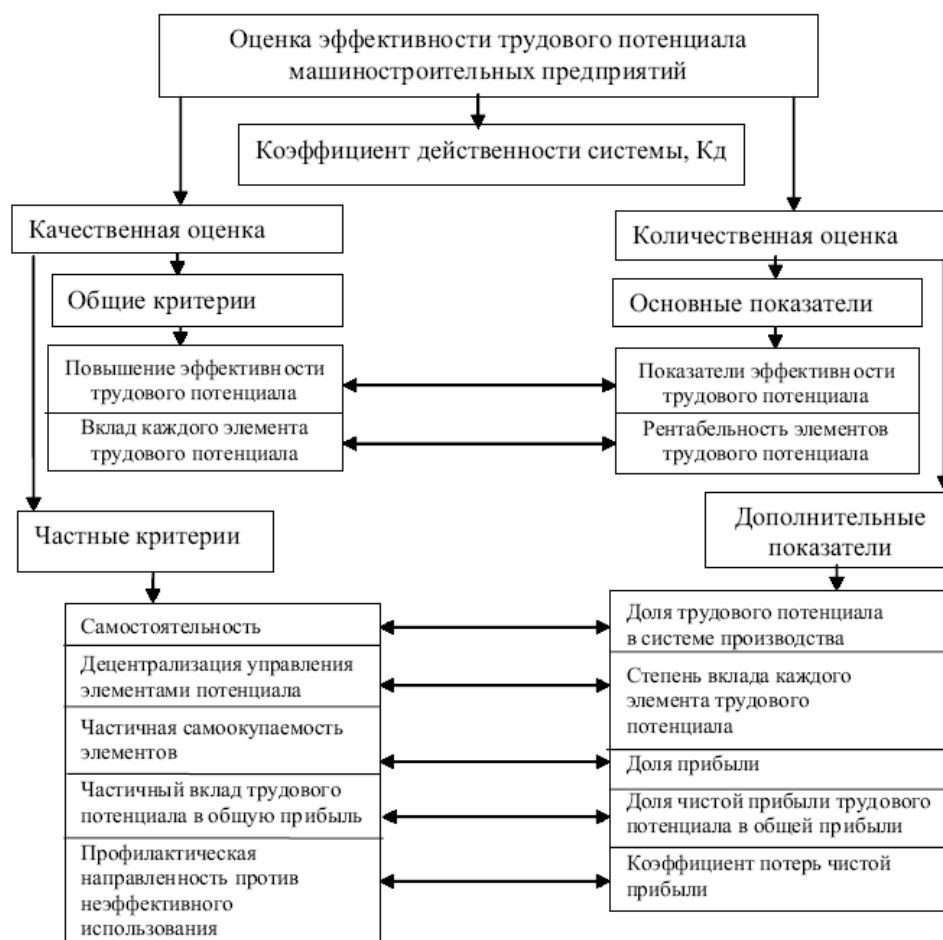 Оценка эффективности трудового потенциала
машиностроительных предприятий
Коэффициент действенности системы, Кд
Качественная оценка
Количественная оценка
Общие критерии
Основные показатели
Повышение эффективности
трудового потенциала
Показатели эффективности
трудового потенциала
Вклад каждого элемента
трудового потенциала
Рентабельность элементов
трудового потенциала
Частные критерии
Дополнительные
показатели
Самостоятельность
Доля трудового потенциала
в системе производства
Децентрализация управления
элементами потенциала
Степень вклада каждого
элемента трудового
потенциала
Частичная самоокупаемость
элементов
Доля прибыли
Частичный вклад трудового
потенциала в общую прибыль
Доля чистой прибыли трудового
потенциала в общей прибыли
Профилактическая
направленность против
неэффективного
использования
Коэффициент потерь чистой
прибыли